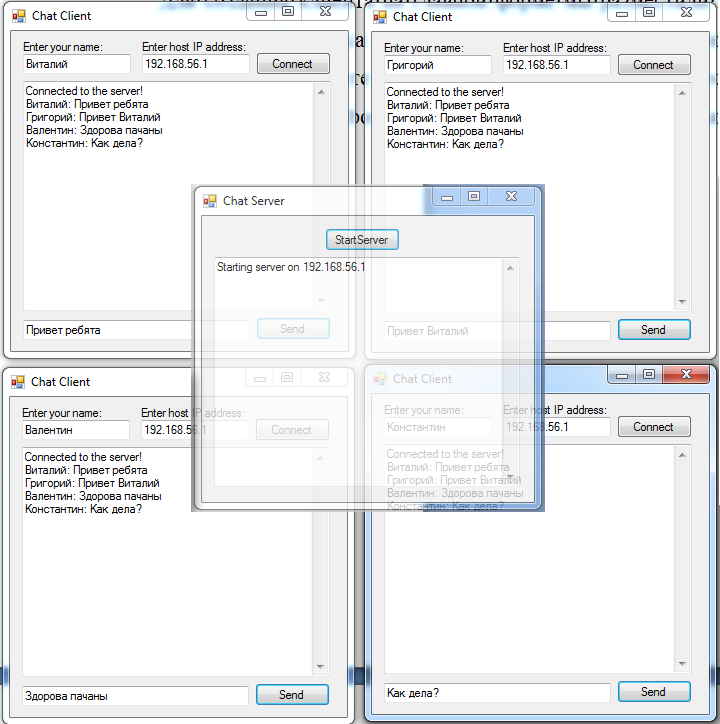 Chat Client
Enter your name:
Enter host IP address:
Виталий
192.168.56.1
Connect
Connected to the server!
Виталий: Привет ребята
Григорий: Привет Виталий
Валентин: Здорова пачаны
Константин: Как дела?
Привет ребята
Send
Chat Client
Enter your name:
Enter host IP address:
Григорий
192.168.56.1
Connect
Connected to the server!
Виталий: Привет ребята
Григорий: Привет Виталий
Валентин: Здорова пачаны
Константин: Как дела?
Привет Виталий
Send
Chat Server
StartServer
Starting server on 192.168.56.1
Chat Client
Enter your name:
Enter host IP address:
Валентин
192.168.56.1
Connect
Connected to the server!
Виталий: Привет ребята
Григорий: Привет Виталий
Валентин: Здорова пачаны
Константин: Как дела?
Здорова пачаны
Send
Chat Client
Enter your name:
Enter host IP address:
Константин
192.168.56.1
Connect
Connected to the server!
Виталий: Привет ребята
Григорий: Привет Виталий
Валентин: Здорова пачаны
Константин: Как дела?
Как дела?
Send